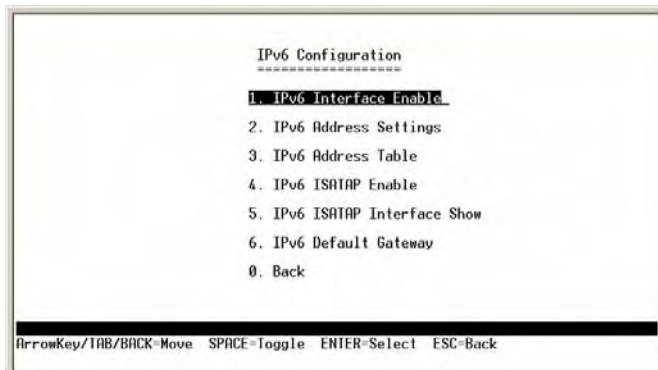 IPv6 Configuration
==================
1. IPv6 Interface Enable
2. IPv6 Address Settings
3. IPv6 Address Table
4. IPv6 ISATAP Enable
5. IPv6 ISATAP Interface Show
6. IPv6 Default Gateway
0. Back
ArrowKey/TAB/BACK=Move SPACE=Toggle ENTER=Select ESC=Back